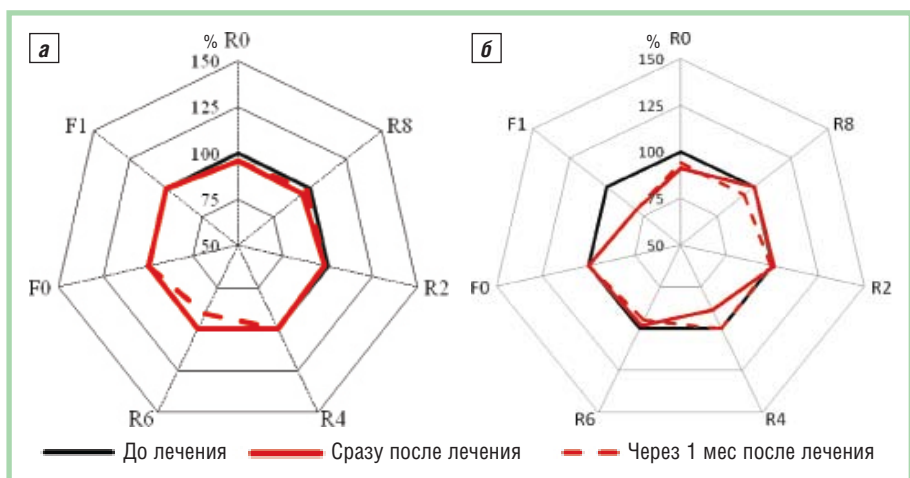 а
% R0
150
125
100
75
50
R8
R2
R4
R6
F0
F1
б
% R0
150
125
100
75
50
R8
R2
R4
R6
F0
F1
До лечения Сразу после лечения Через 1 мес после лечения